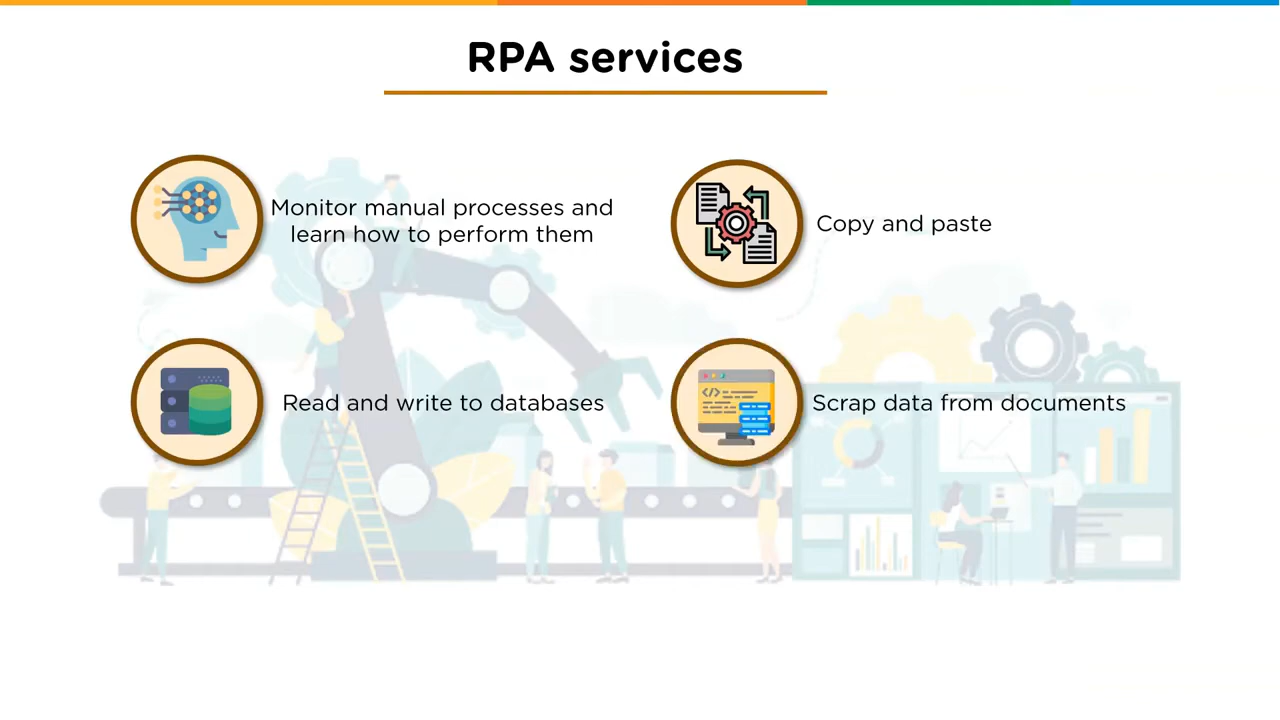 RPA services
Monitor manual processes and
learn how to perform them
Copy and paste
Read and write to databases
Scrap data from documents